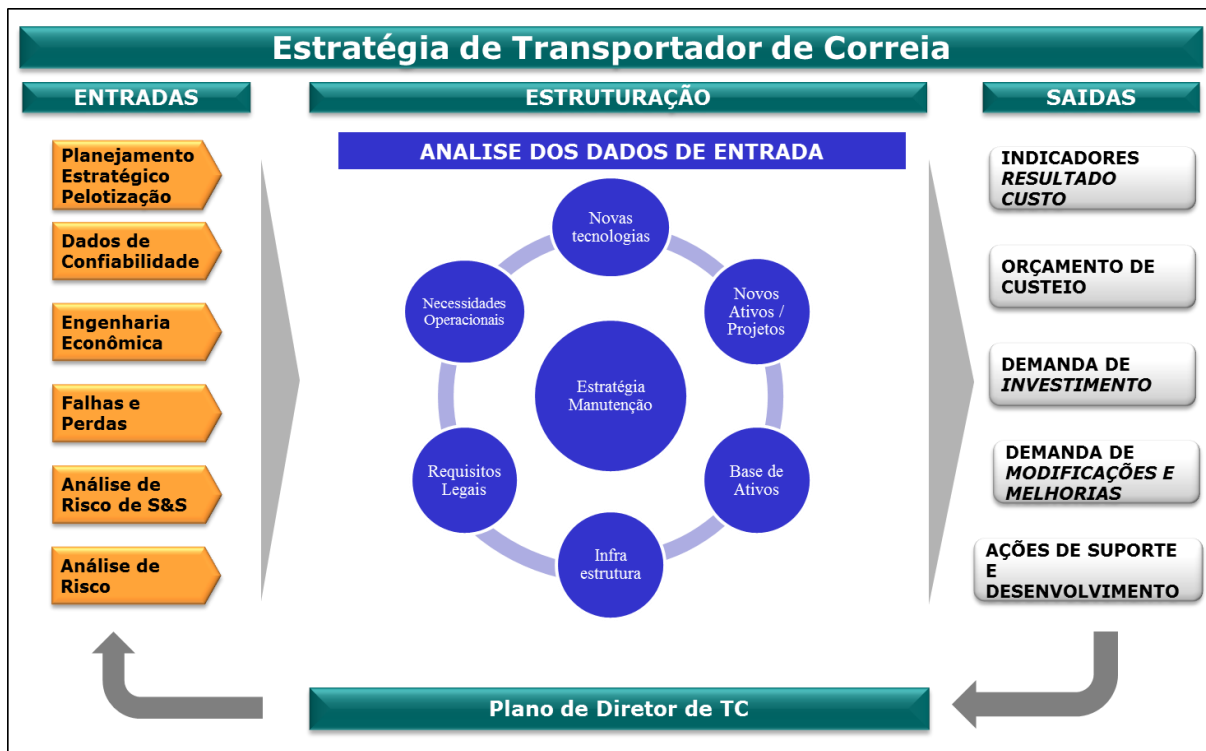 Estratégia de Transportador de Correia
ENTRADAS
Planejamento
Estratégico
Pelotização
Dados de
Confiabilidade
Engenharia
Econômica
Falhas e
Perdas
Análise de
Risco de S&S
Análise de
Risco
ESTRUTURAÇÃO
ANALISE DOS DADOS DE ENTRADA
Novas
tecnologias
Novos
Ativos /
Projetos
Base de
Ativos
Infra
estrutura
Requisitos
Legais
Necessidades
Operacionais
Estratégia
Manutenção
SAIDAS
INDICADORES
RESULTADO
CUSTO
ORÇAMENTO DE
CUSTEIO
DEMANDA DE
INVESTIMENTO
DEMANDA DE
MODIFICAÇÕES E
MELHORIAS
AÇÕES DE SUPORTE
E
DESENVOLVIMENTO
Plano de Diretor de TC